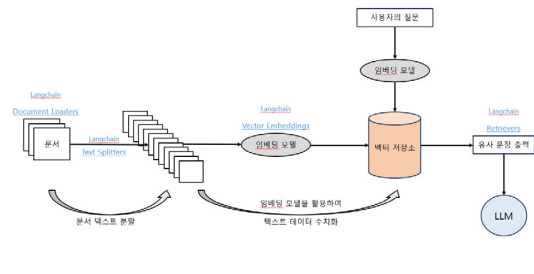 사용자의 질문
임베딩 모델
Langchain
Document Loaders
문서
Langchain
Text Splitters
Langchain
Vector Embeddings
임베딩 모델
벡터 저장소
Langchain
Retrievers
유사 문장 출력
LLM
문서 텍스트 분할
임베딩 모델을 활용하여
텍스트 데이터 수치화